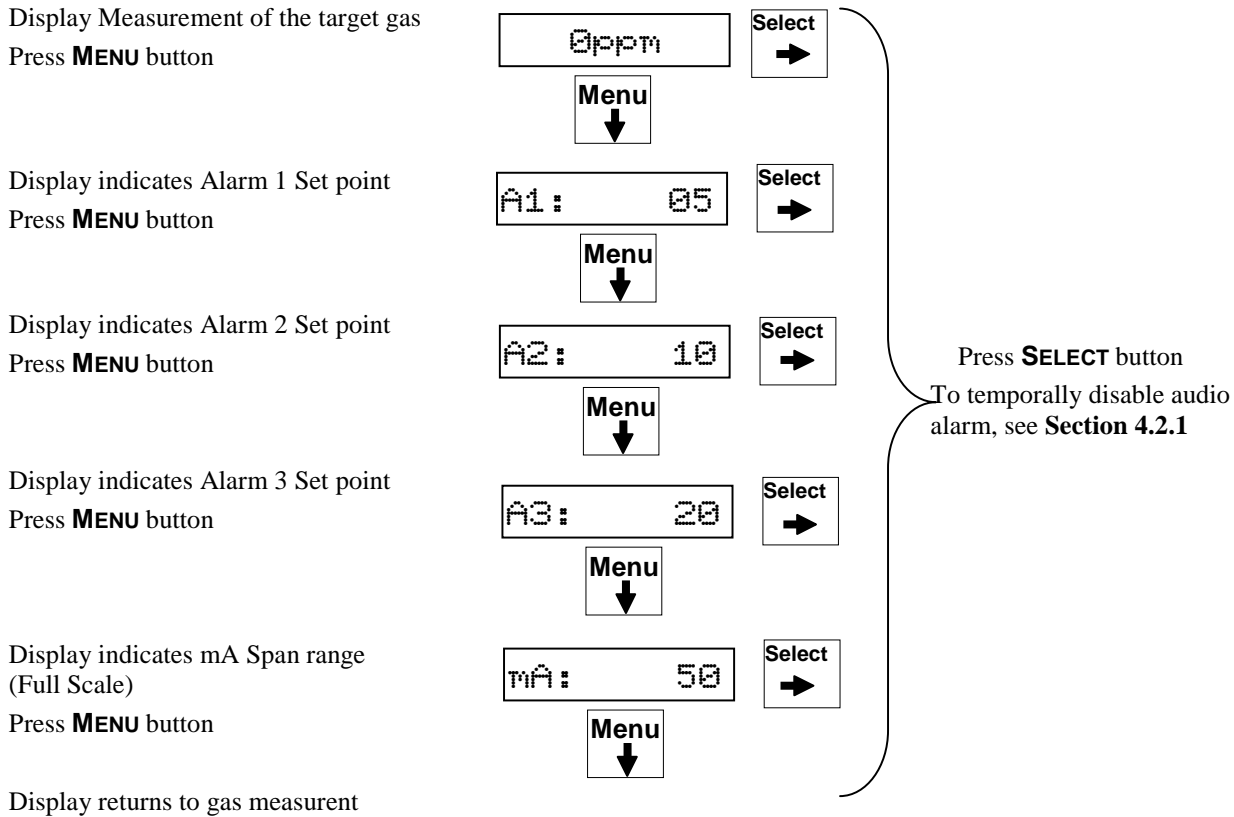 Display Measurement of the target gas
Press MENU button
0ppm
Select
Menu
Display indicates Alarm 1 Set point
Press MENU button
A1: 05
Select
Menu
Display indicates Alarm 2 Set point
Press MENU button
A2: 10
Select
Menu
Display indicates Alarm 3 Set point
Press MENU button
A3: 20
Select
Menu
Display indicates mA Span range
(Full Scale)
Press MENU button
mA: 50
Select
Menu
Display returns to gas measurent
Press SELECT button
To temporally disable audio
alarm, see Section 4.2.1